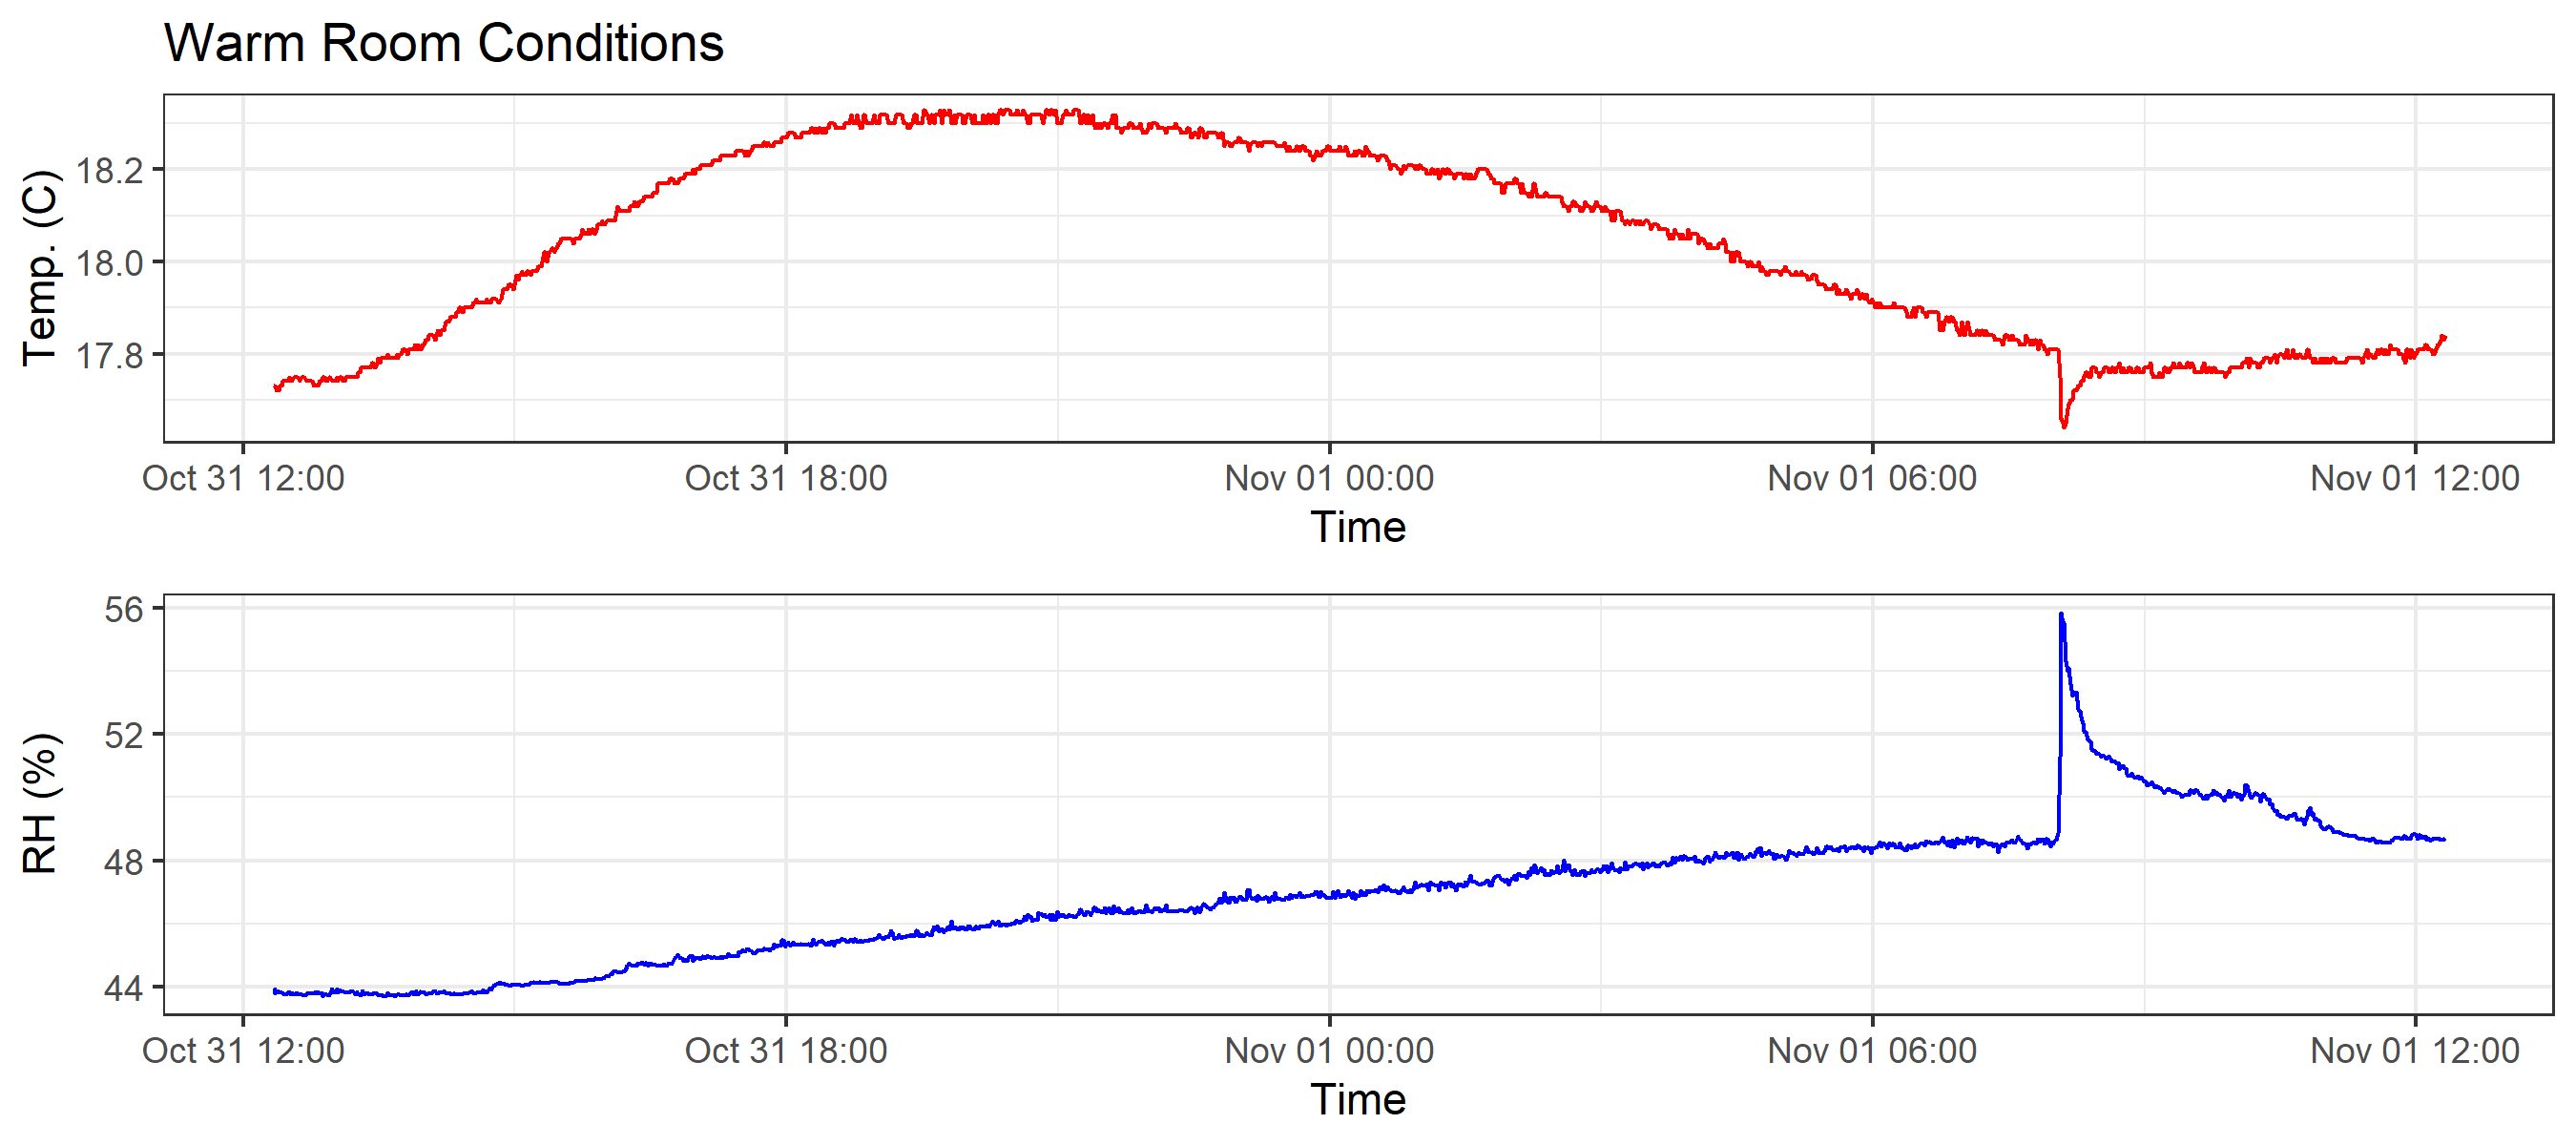 Warm Room Conditions
Temp. (C)
18.2
18.0
17.8
Oct 31 12:00 Oct 31 18:00 Nov 01 00:00 Nov 01 06:00 Nov 01 12:00
Time
RH (%)
56
52
48
44
Oct 31 12:00 Oct 31 18:00 Nov 01 00:00 Nov 01 06:00 Nov 01 12:00
Time